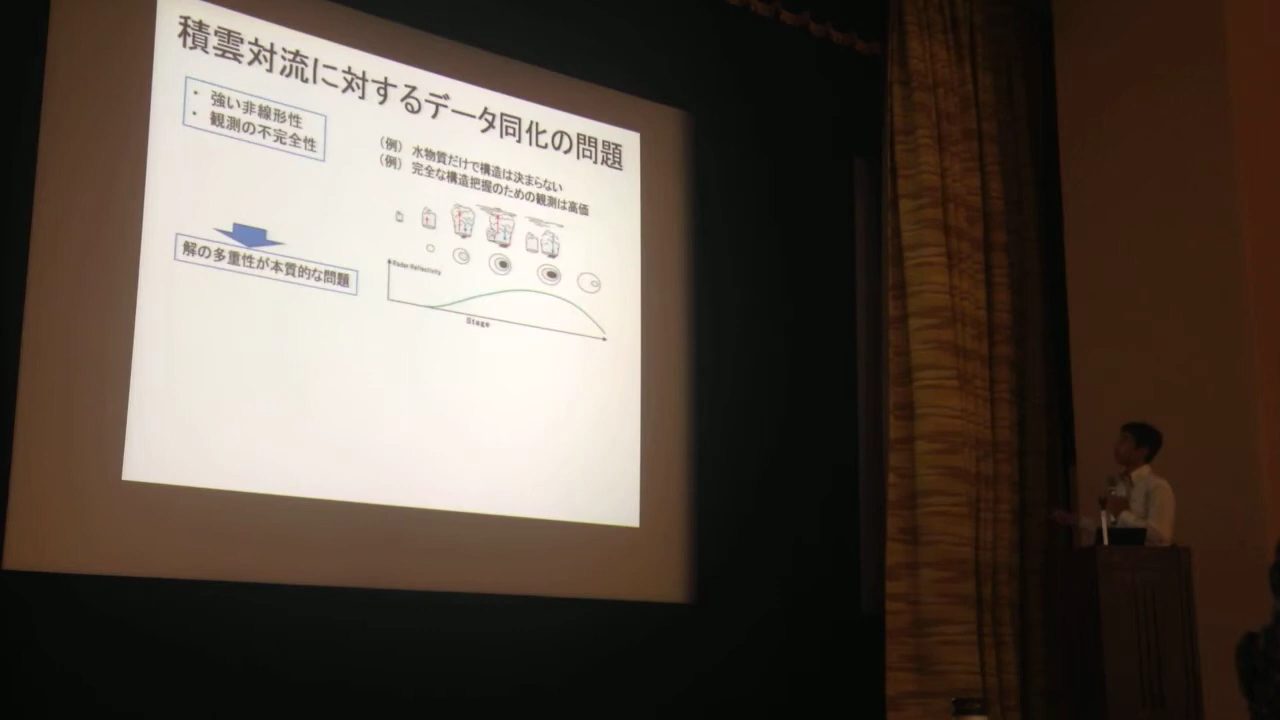 積雲対流に対するデータ同化の問題
・ 強い非線形性
・ 観測の不完全性
（例） 水物質だけで構造は決まらない
（例） 完全な構造把握のための観測は高価
解の多重性が本質的な問題
Radar Reflectivity
Stage